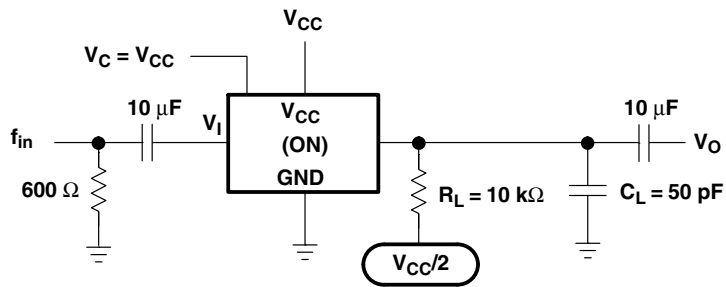 V_CC
V_C = V_CC
10 μF
f_in
V_I
V_CC
(ON)
GND
600 Ω
R_L = 10 kΩ
V_CC/2
10 μF
V_O
C_L = 50 pF